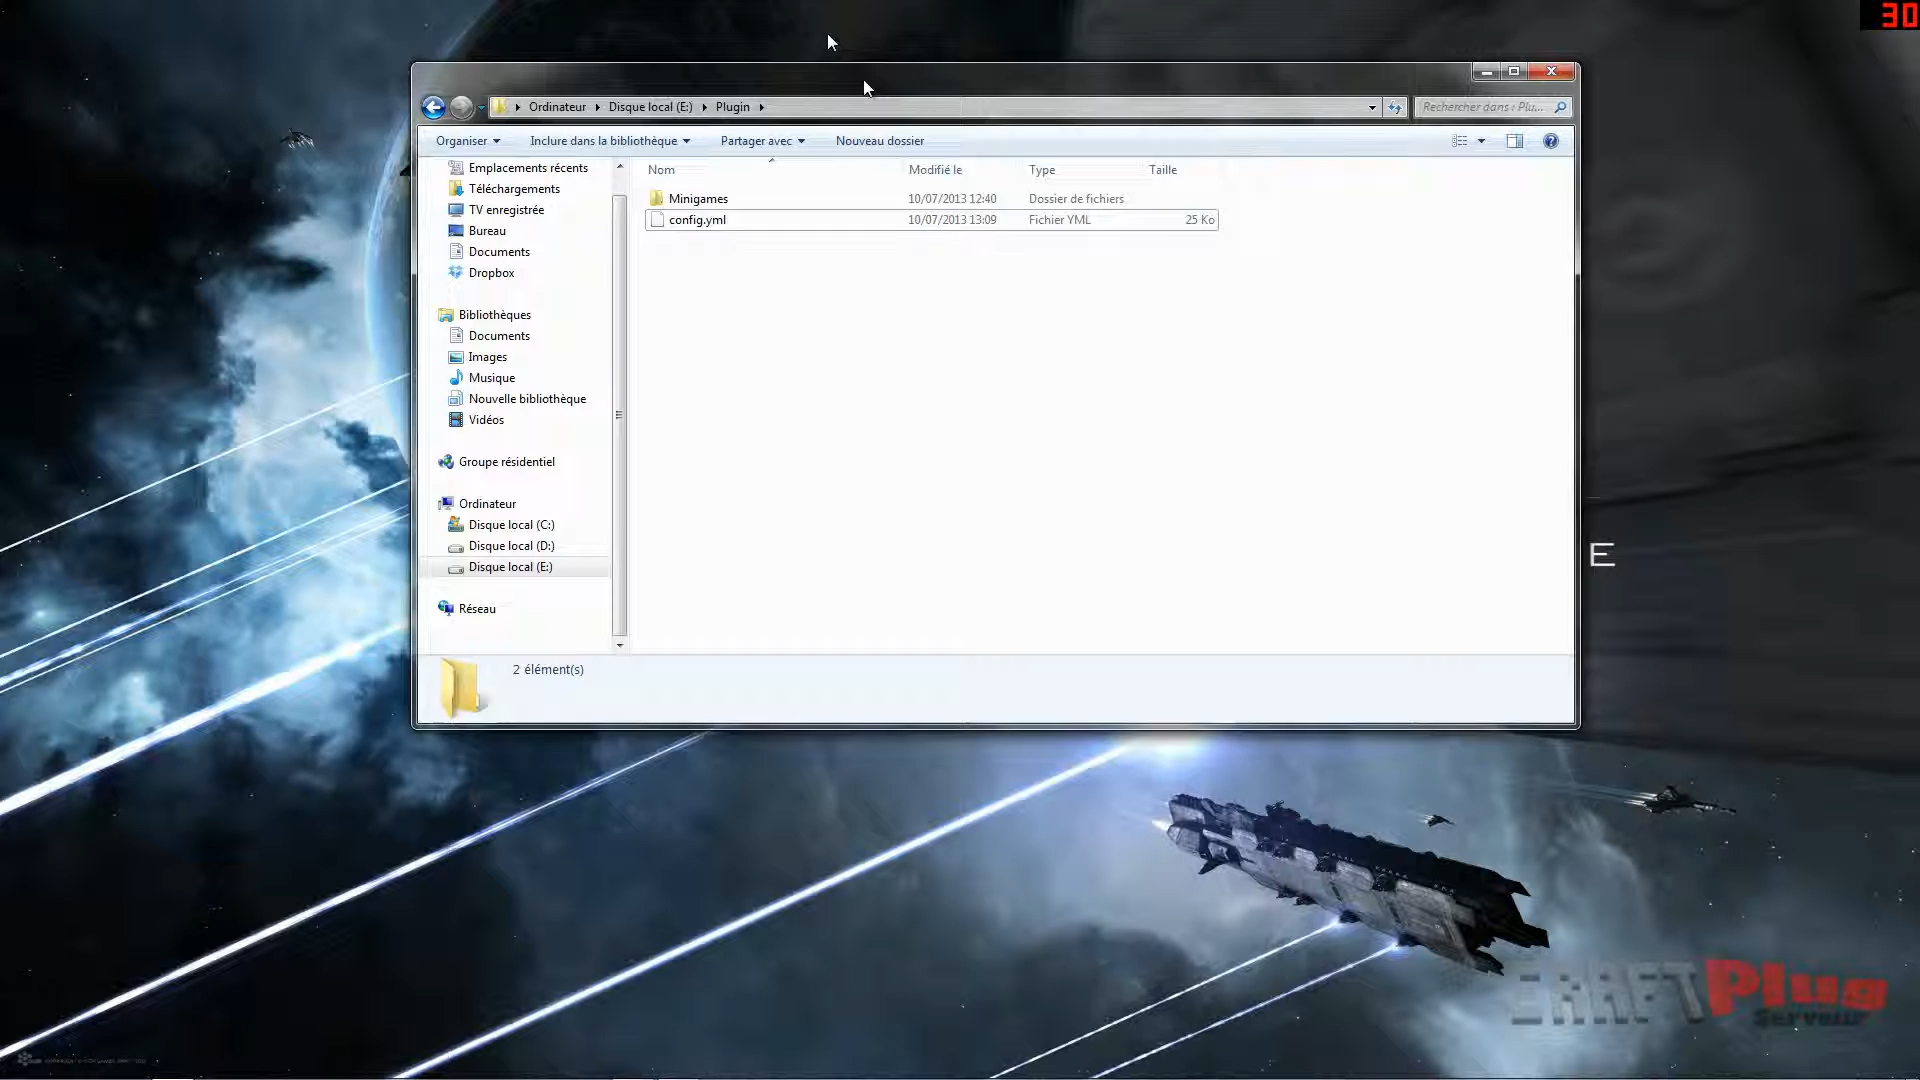 30
Ordinateur Disque local (E:) Plugin
Rechercher dans : Plu...
Organiser Inclure dans la bibliothèque Partager avec Nouveau dossier
Nom Modifié le Type Taille
Minigames 10/07/2013 12:40 Dossier de fichiers
config.yml 10/07/2013 13:09 Fichier YML 25 Ko
Emplacements récents
Téléchargements
TV enregistrée
Bureau
Documents
Dropbox
Bibliothèques
Documents
Images
Musique
Nouvelle bibliothèque
Vidéos
Groupe résidentiel
Ordinateur
Disque local (C:)
Disque local (D:)
Disque local (E:)
Réseau
2 élément(s)
E
CRAFTPlug
Serveur